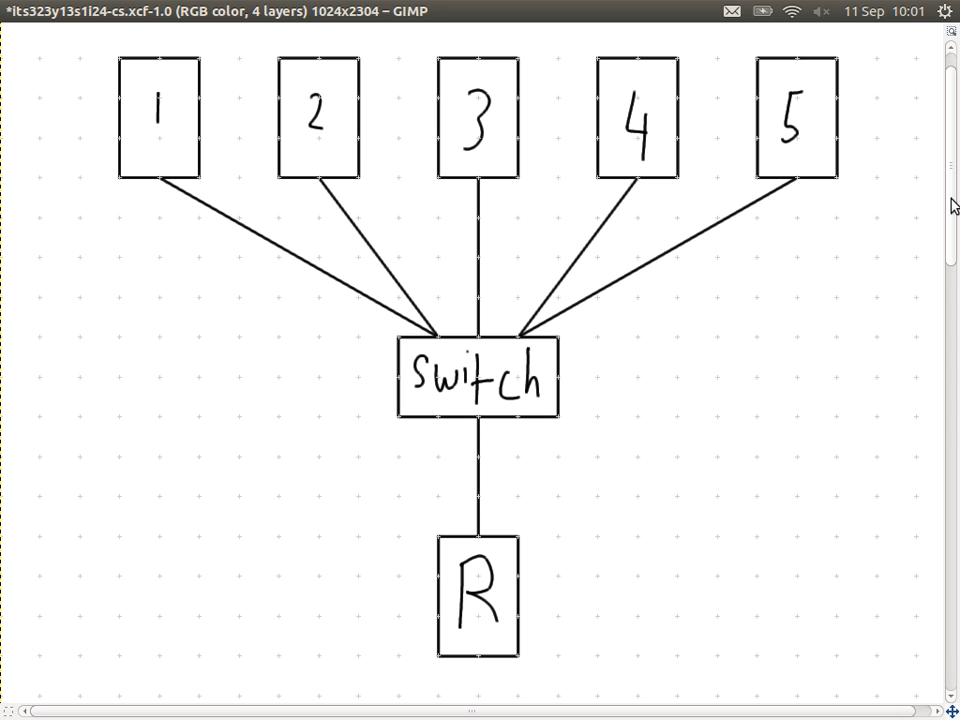 *its323y13s1i24-cs.xcf-1.0 (RGB color, 4 layers) 1024x2304 – GIMP 11 Sep 10:01
1 2 3 4 5
switch
R